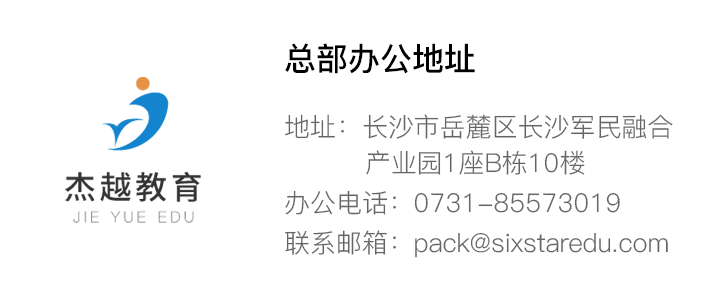 杰越教育
JIE YUE EDU
总部办公地址
地址：长沙市岳麓区长沙军民融合
产业园1座B栋10楼
办公电话：0731-85573019
联系邮箱：pack@sixstaredu.com